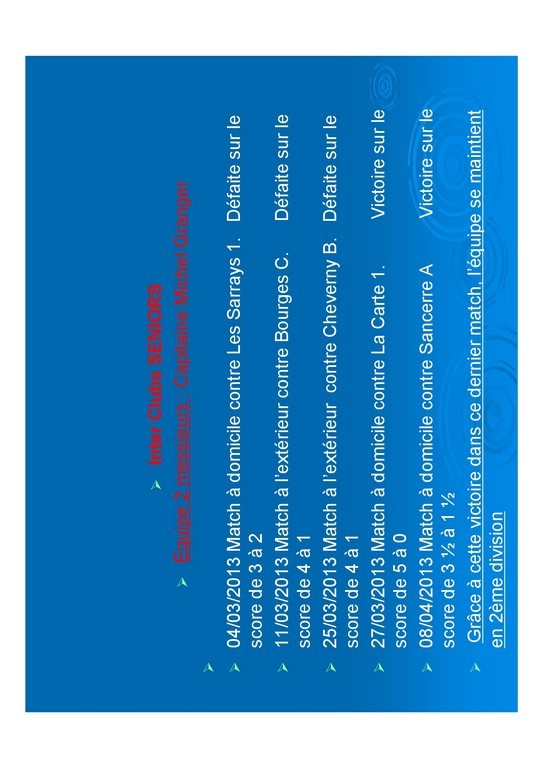 Inter Clubs SENIORS
Equipe 2 messieurs. Capitaine Michel Granger
04/03/2013 Match à domicile contre Les Sarrays 1. Défaite sur le
score de 3 à 2
11/03/2013 Match à l'extérieur contre Bourges C. Défaite sur le
score de 4 à 1
25/03/2013 Match à l'extérieur contre Cheverny B. Défaite sur le
score de 4 à 1
27/03/2013 Match à domicile contre La Carte 1. Victoire sur le
score de 5 à 0
08/04/2013 Match à domicile contre Sancerre A Victoire sur le
score de 3 ½ à 1 ½
Grâce à cette victoire dans ce dernier match, l'équipe se maintient
en 2ème division